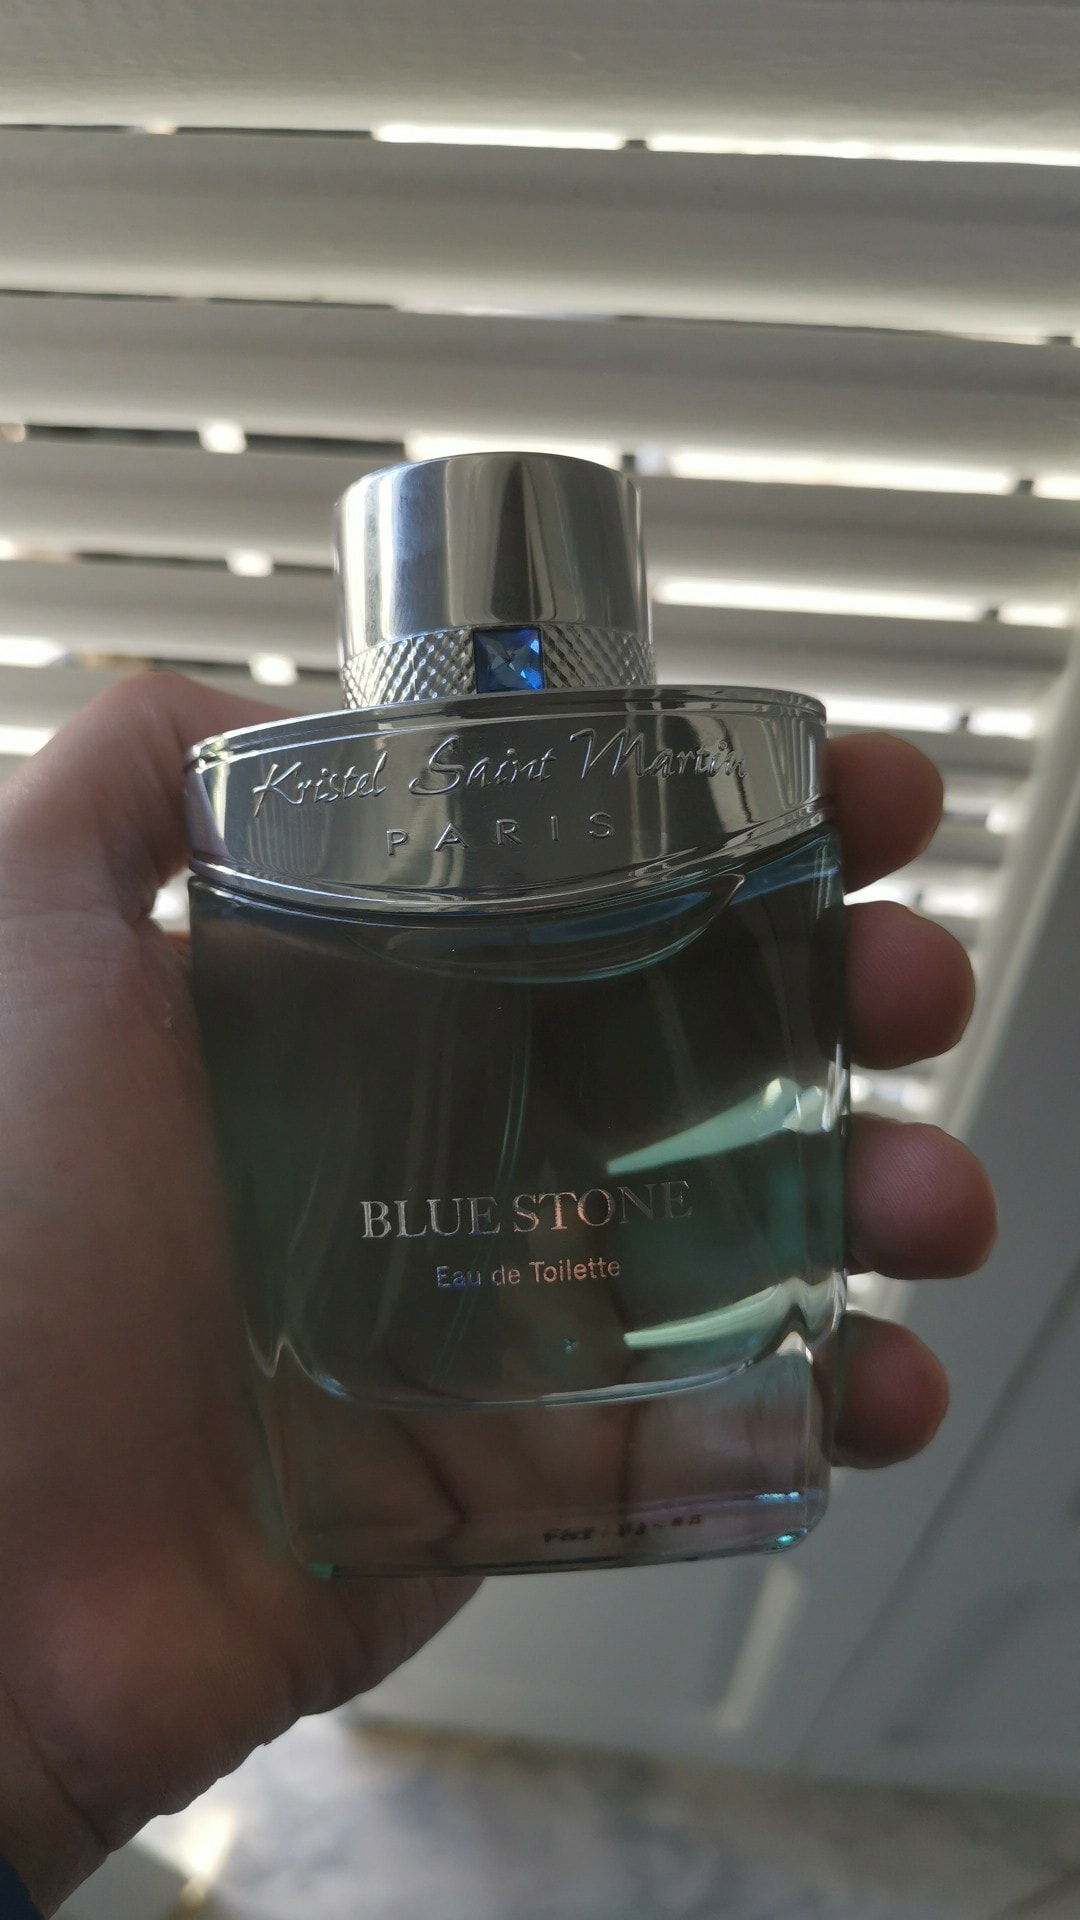 Kristel Saint Martin
PARIS
BLUE STONE
Eau de Toilette